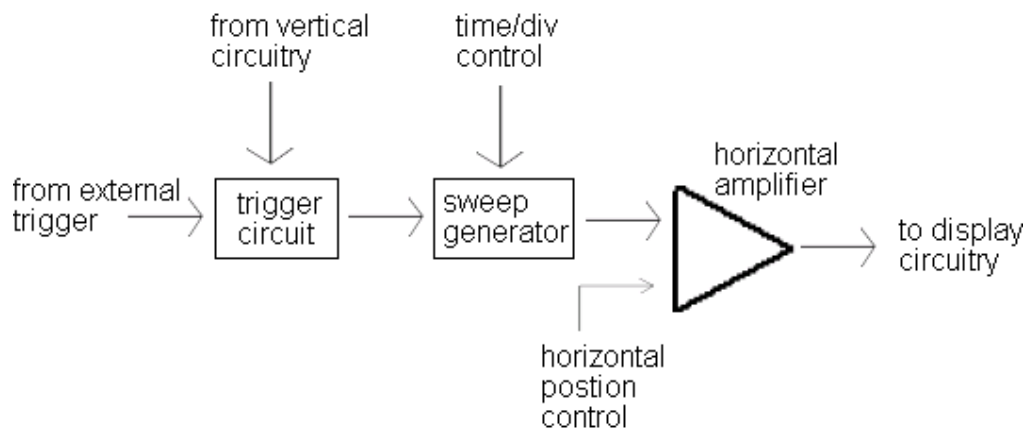 from vertical
circuitry
time/div
control
from external
trigger
trigger
circuit
sweep
generator
horizontal
amplifier
to display
circuitry
horizontal
postion
control